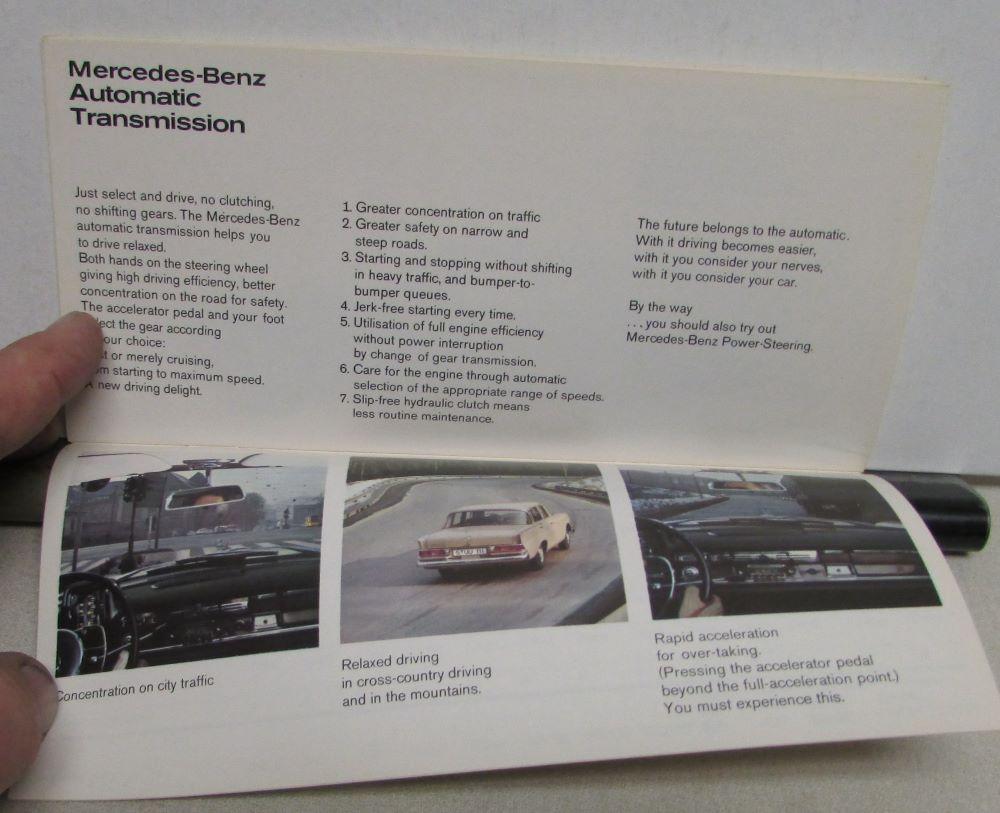 Mercedes-Benz
Automatic
Transmission
Just select and drive, no clutching,
no shifting gears. The Mercedes-Benz
automatic transmission helps you
to drive relaxed.
Both hands on the steering wheel
giving high driving efficiency, better
concentration on the road for safety.
The accelerator pedal and your foot
the gear according
choice:
or merely cruising,
starting to maximum speed.
new driving delight.
1. Greater concentration on traffic
2. Greater safety on narrow and
steep roads.
3. Starting and stopping without shifting
in heavy traffic, and bumper-to-
bumper queues.
4. Jerk-free starting every time.
5. Utilisation of full engine efficiency
without power interruption
by change of gear transmission.
6. Care for the engine through automatic
selection of the appropriate range of speeds.
7. Slip-free hydraulic clutch means
less routine maintenance.
The future belongs to the automatic.
With it driving becomes easier,
with it you consider your nerves,
with it you consider your car.
By the way
...you should also try out
Mercedes-Benz Power-Steering.
Concentration on city traffic
Relaxed driving
in cross-country driving
and in the mountains.
Rapid acceleration
for over-taking.
(Pressing the accelerator pedal
beyond the full-acceleration point.)
You must experience this.